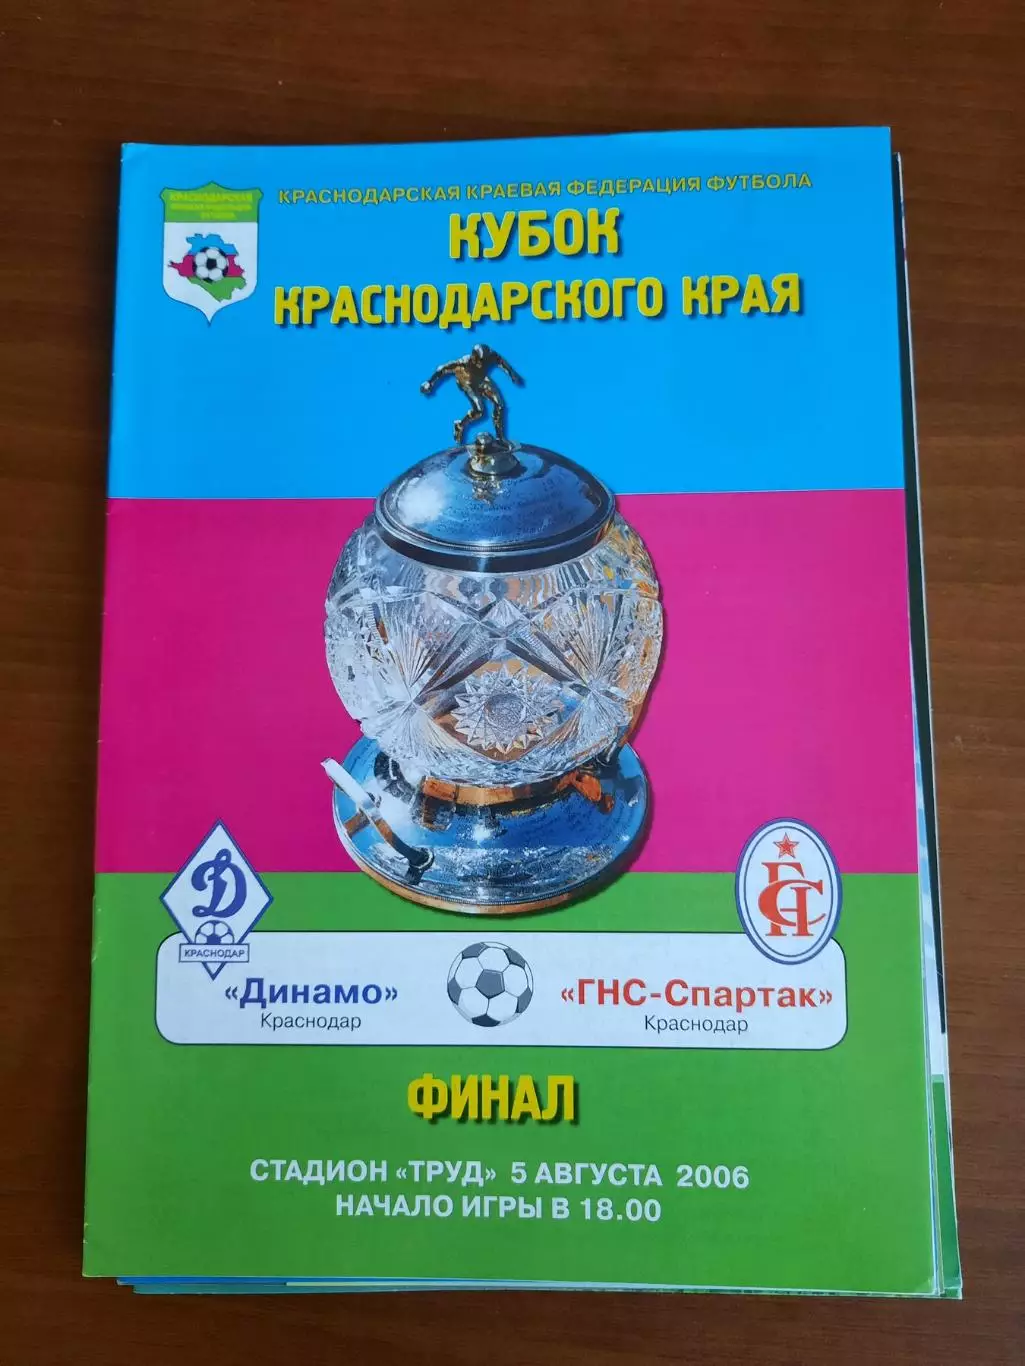 КРАСНОДАРСКАЯ КРАЕВАЯ ФЕДЕРАЦИЯ ФУТБОЛА
КРАСНОДАРСКАЯ
КУБОК
КРАСНОДАРСКОГО КРАЯ
Д
КРАСНОДАР
«Динамо»
Краснодар
«ГНС-Спартак»
Краснодар
ФИНАЛ
СТАДИОН «ТРУД» 5 АВГУСТА 2006
НАЧАЛО ИГРЫ В 18.00